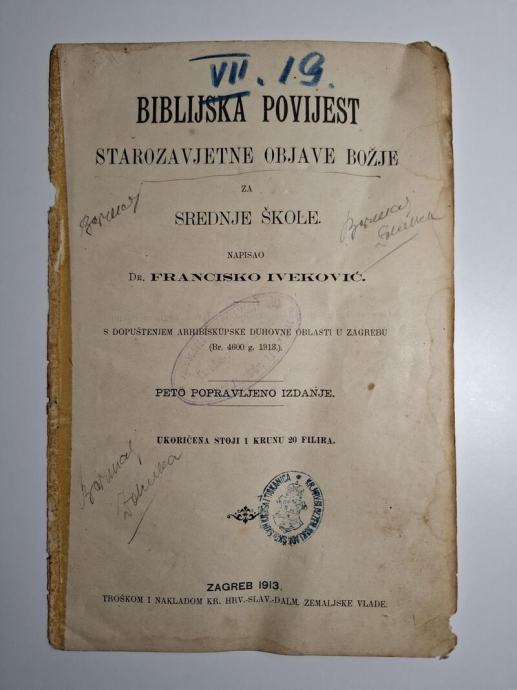 VII. 19.
BIBLIJSKA POVIJEST
STAROZAVJETNE OBJAVE BOŽJE
ZA
SREDNJE ŠKOLE.
NAPISAO
DR. FRANCISKO IVEKOVIĆ.
S DOPUŠTENJEM ARHIBISKUPSKE DUHOVNE OBLASTI U ZAGREBU
(Br. 4600 g. 1913.).
PETO POPRAVLJENO IZDANJE.
UKORIČENA STOJI 1 KRUNU 20 FILIRA.
ZAGREB 1913.
TROŠKOM I NAKLADOM KR. HRV.-SLAV.-DALM. ZEMALJSKE VLADE.